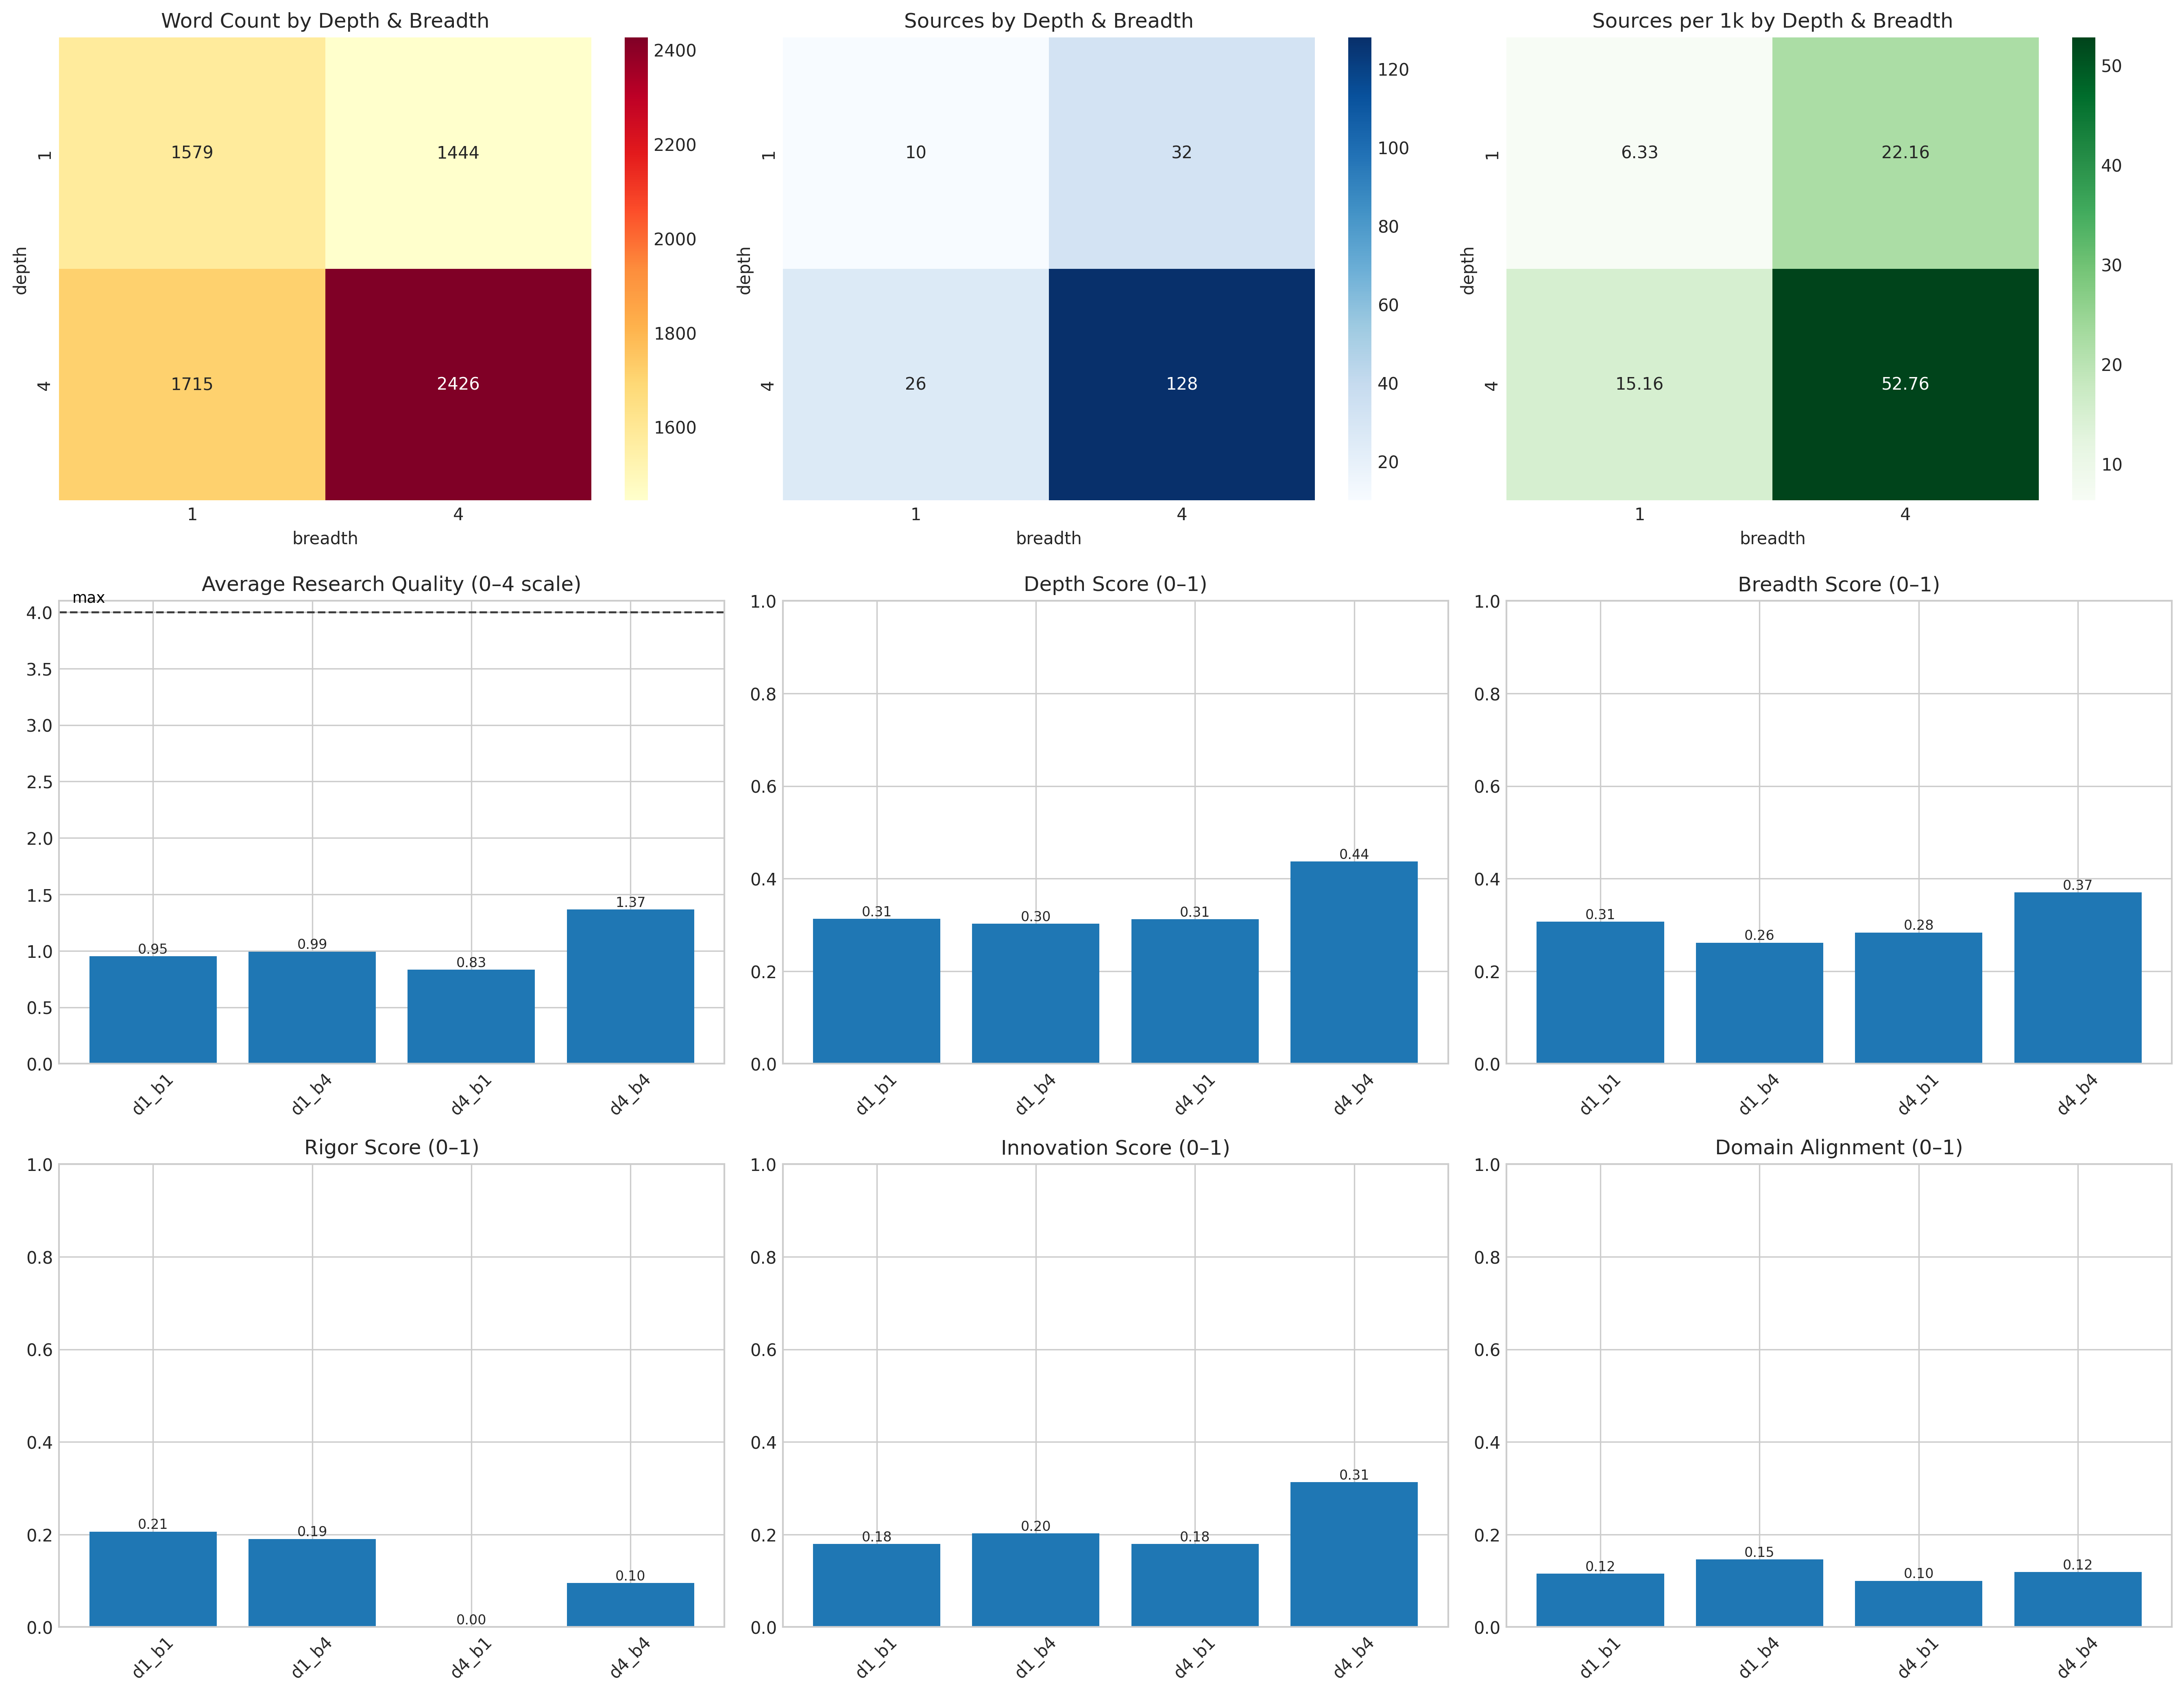 Word Count by Depth & Breadth
1579 1444
1715 2426
depth
1
4
1 4
breadth
2400
2200
2000
1800
1600
Sources by Depth & Breadth
10 32
26 128
depth
1
4
1 4
breadth
120
100
80
60
40
20
Sources per 1k by Depth & Breadth
6.33 22.16
15.16 52.76
depth
1
4
1 4
breadth
50
40
30
20
10
Average Research Quality (0–4 scale)
max
4.0
3.5
3.0
2.5
2.0
1.5
1.0
0.5
0.0
0.95 0.99 0.83 1.37
d1_b1 d1_b4 d4_b1 d4_b4
Depth Score (0–1)
1.0
0.8
0.6
0.4
0.2
0.0
0.31 0.30 0.31 0.44
d1_b1 d1_b4 d4_b1 d4_b4
Breadth Score (0–1)
1.0
0.8
0.6
0.4
0.2
0.0
0.31 0.26 0.28 0.37
d1_b1 d1_b4 d4_b1 d4_b4
Rigor Score (0–1)
1.0
0.8
0.6
0.4
0.2
0.0
0.21 0.19 0.00 0.10
d1_b1 d1_b4 d4_b1 d4_b4
Innovation Score (0–1)
1.0
0.8
0.6
0.4
0.2
0.0
0.18 0.20 0.18 0.31
d1_b1 d1_b4 d4_b1 d4_b4
Domain Alignment (0–1)
1.0
0.8
0.6
0.4
0.2
0.0
0.12 0.15 0.10 0.12
d1_b1 d1_b4 d4_b1 d4_b4